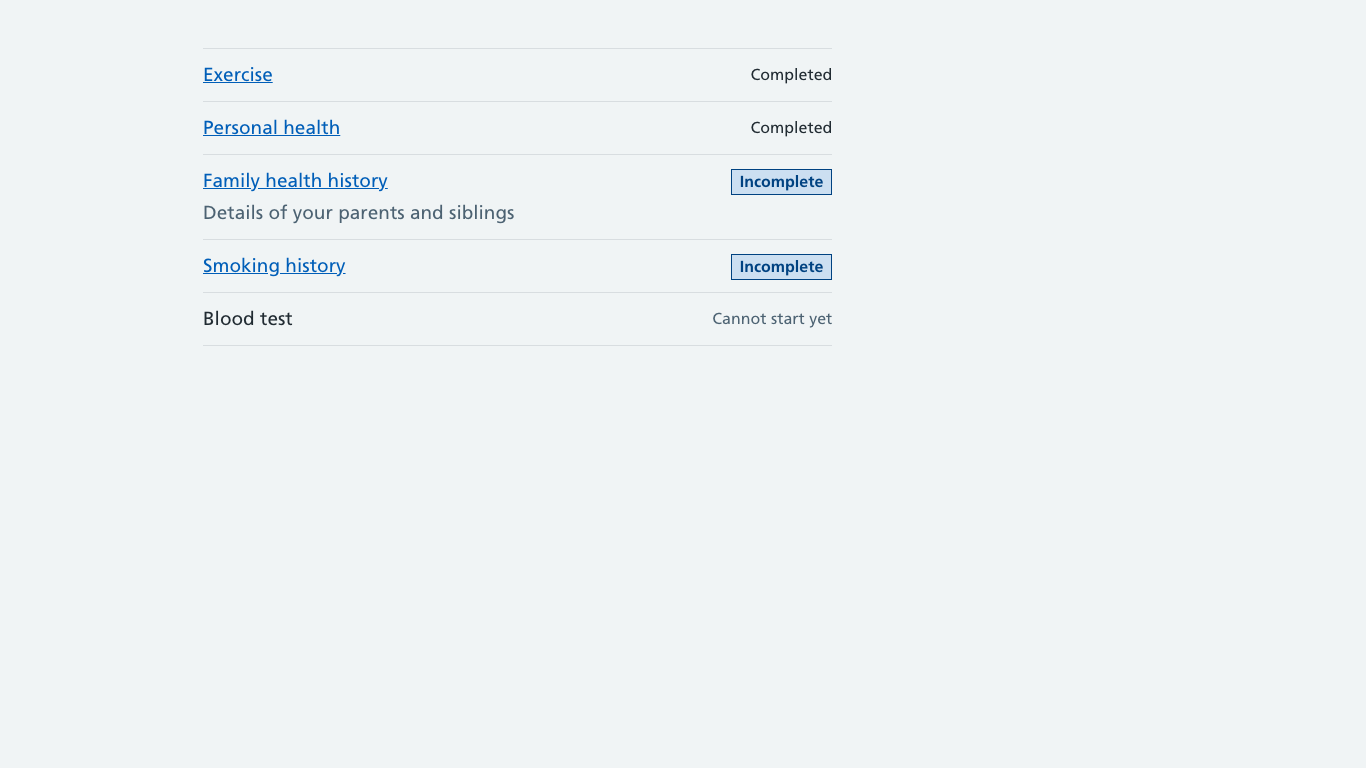 Exercise Completed
Personal health Completed
Family health history Incomplete
Details of your parents and siblings
Smoking history Incomplete
Blood test Cannot start yet